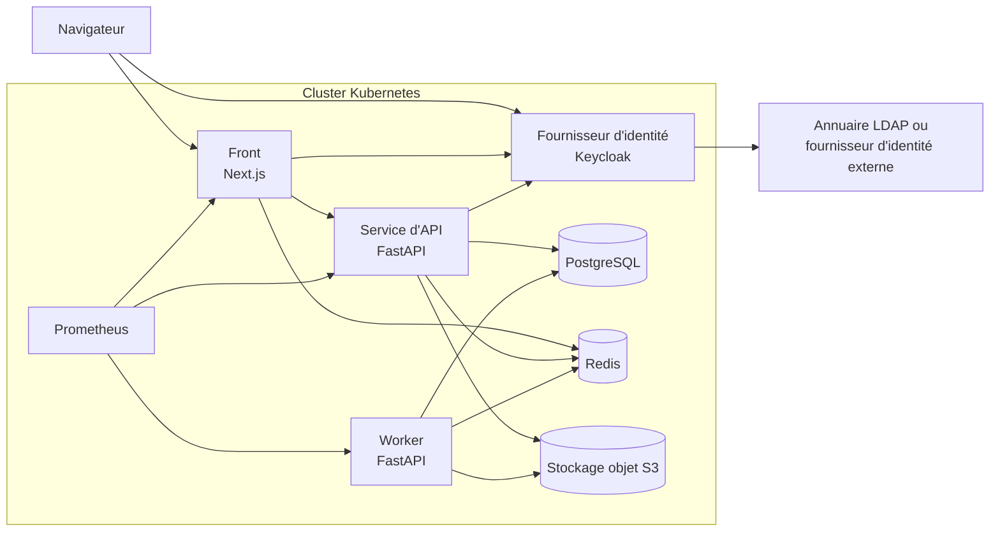 Navigateur
Cluster Kubernetes
Fournisseur d'identité
Keycloak
Annuaire LDAP ou
fournisseur d'identité
externe
Front
Next.js
Service d'API
FastAPI
PostgreSQL
Prometheus
Redis
Worker
FastAPI
Stockage objet S3